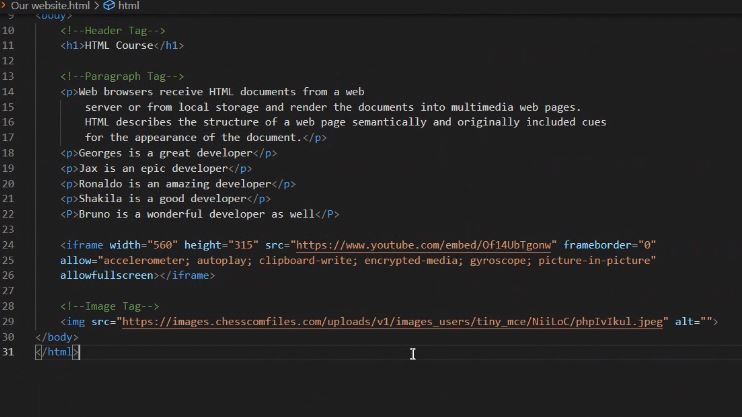 Our website.html > html
9 <body>
10 <!--Header Tag-->
11 <h1>HTML Course</h1>
12
13 <!--Paragraph Tag-->
14 <p>Web browsers receive HTML documents from a web
15 server or from local storage and render the documents into multimedia web pages.
16 HTML describes the structure of a web page semantically and originally included cues
17 for the appearance of the document.</p>
18 <p>Georges is a great developer</p>
19 <p>Jax is an epic developer</p>
20 <p>Ronaldo is an amazing developer</p>
21 <p>Shakila is a good developer</p>
22 <P>Bruno is a wonderful developer as well</P>
23
24 <iframe width="560" height="315" src="https://www.youtube.com/embed/Of14UbTgonw" frameborder="0"
25 allow="accelerometer; autoplay; clipboard-write; encrypted-media; gyroscope; picture-in-picture"
26 allowfullscreen></iframe>
27
28 <!--Image Tag-->
29 <img src="https://images.chesscomfiles.com/uploads/v1/images_users/tiny_mce/NiiLoC/phpIvIkul.jpeg" alt="">
30 </body>
31 </html>